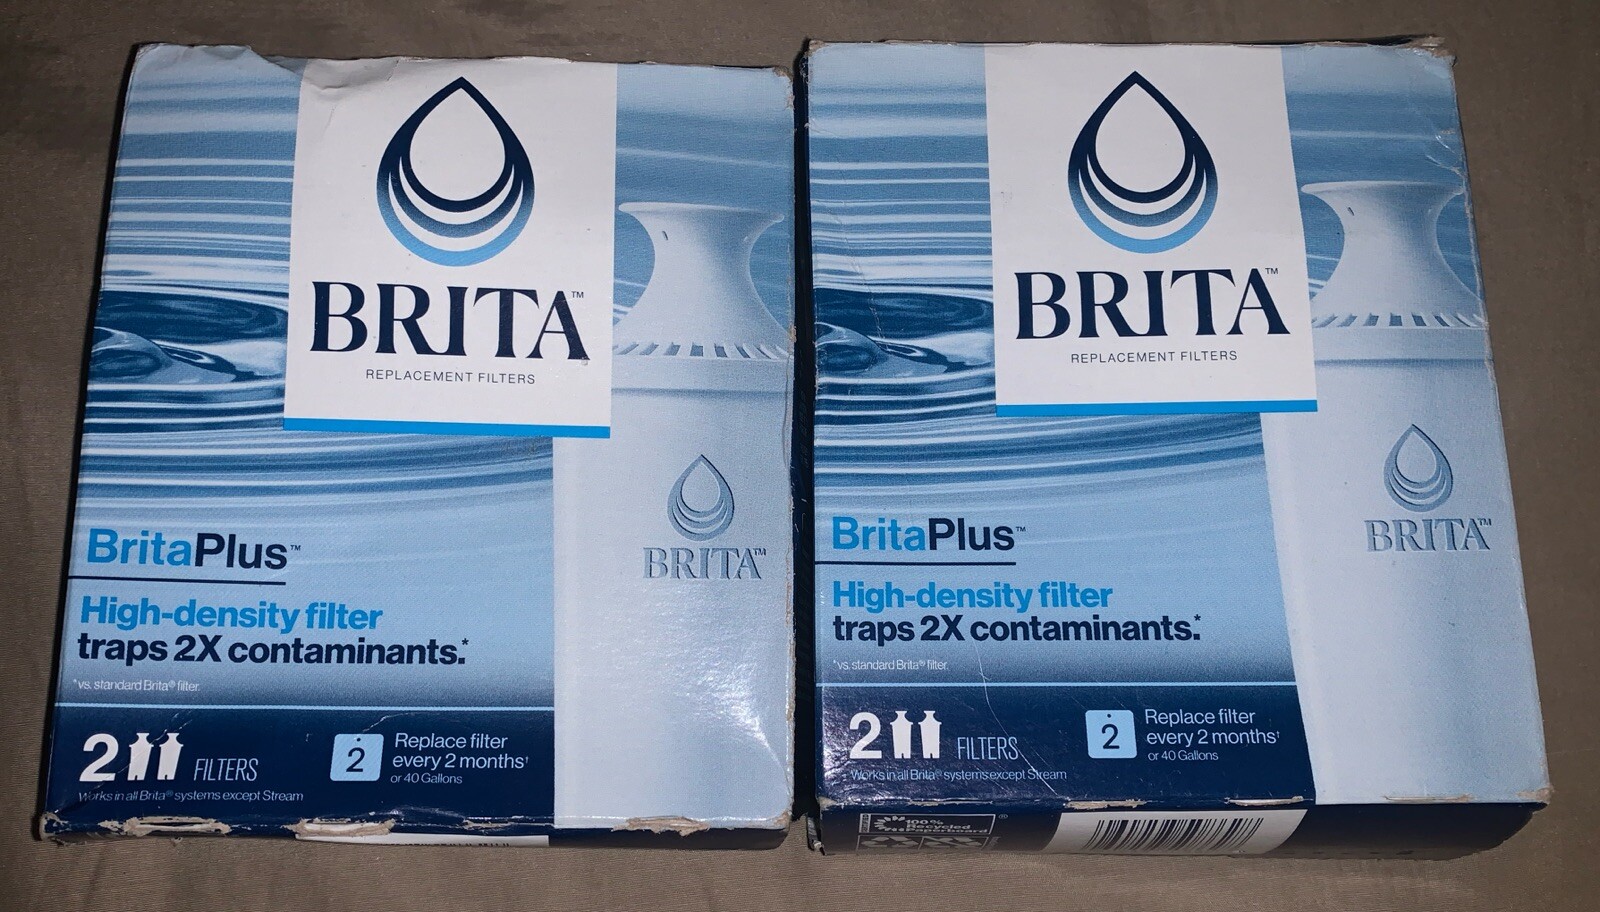 BRITA™
REPLACEMENT FILTERS
BRITA™
BritaPlus™
High-density filter
traps 2X contaminants.*
*vs. standard Brita® filter.
2 FILTERS
2
Replace filter
every 2 months†
or 40 Gallons
Works in all Brita® systems except Stream
BRITA™
REPLACEMENT FILTERS
BRITA™
BritaPlus™
High-density filter
traps 2X contaminants.*
*vs. standard Brita® filter.
2 FILTERS
2
Replace filter
every 2 months†
or 40 Gallons
Works in all Brita® systems except Stream
100%
Recycled
Paperboard
®